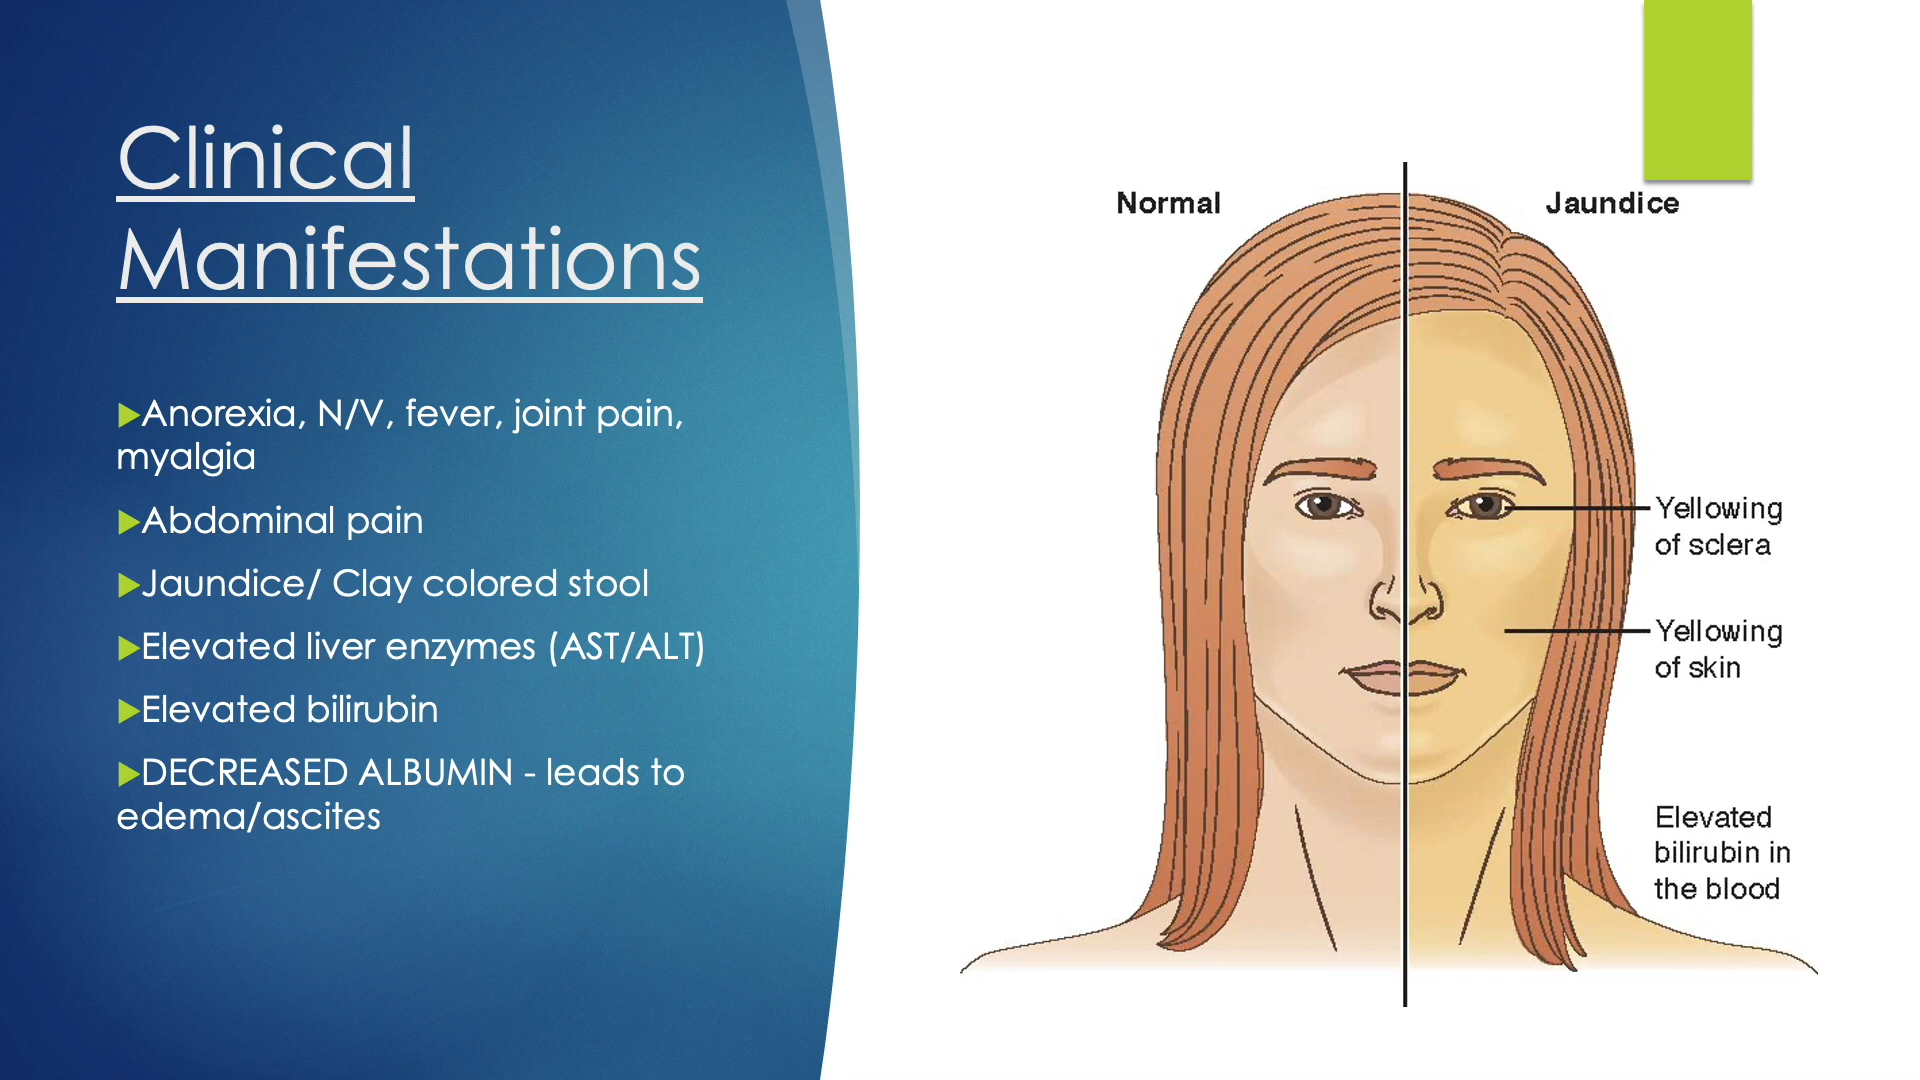 Clinical
Manifestations
▶Anorexia, N/V, fever, joint pain,
myalgia
▶Abdominal pain
▶Jaundice/ Clay colored stool
▶Elevated liver enzymes (AST/ALT)
▶Elevated bilirubin
▶DECREASED ALBUMIN - leads to
edema/ascites
Normal
Jaundice
Yellowing
of sclera
Yellowing
of skin
Elevated
bilirubin in
the blood